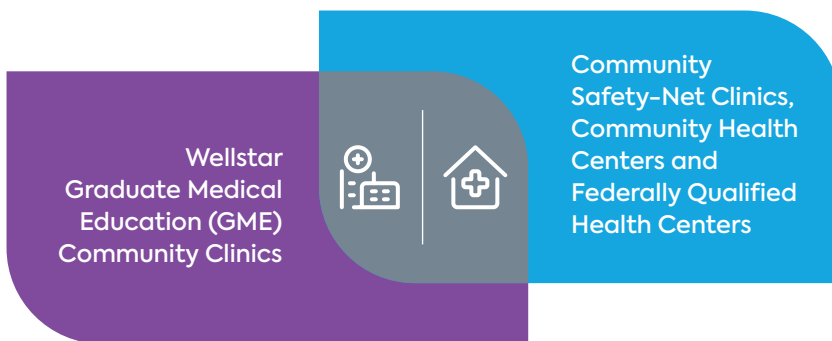 Wellstar
Graduate Medical
Education (GME)
Community Clinics
Community
Safety-Net Clinics,
Community Health
Centers and
Federally Qualified
Health Centers